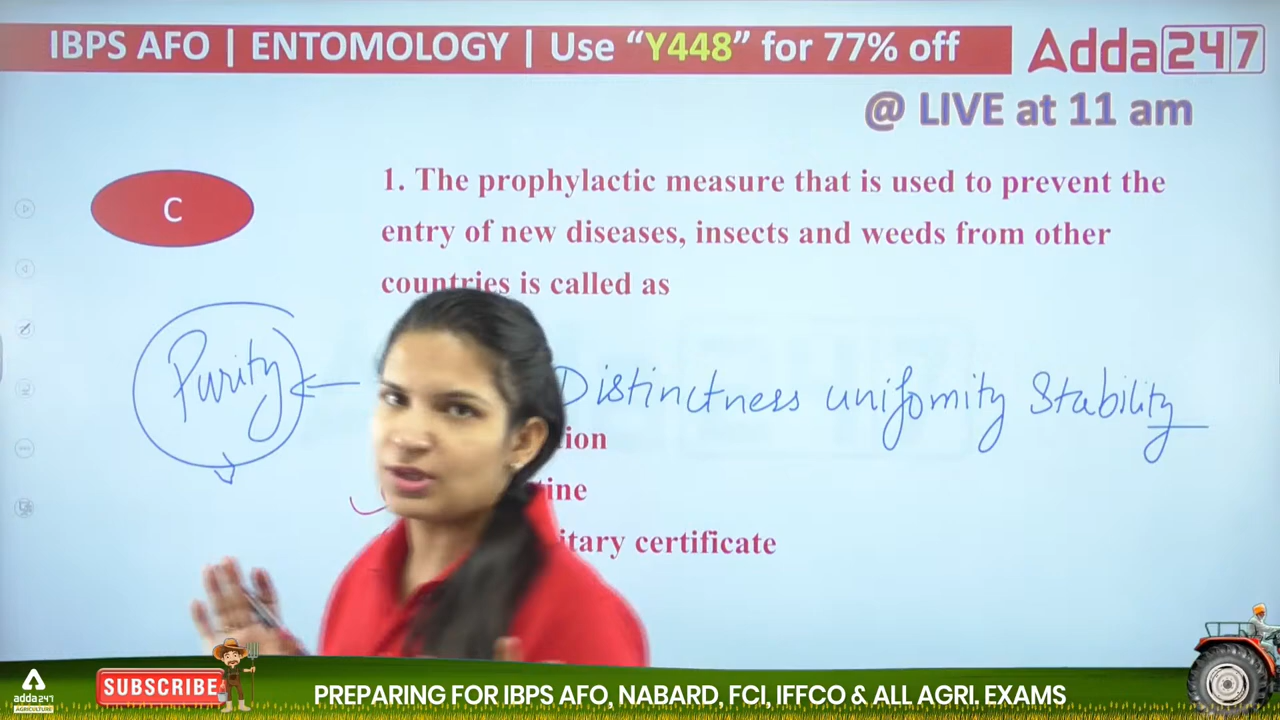 IBPS AFO | ENTOMOLOGY | Use “Y448” for 77% off
Adda247
@ LIVE at 11 am
C
1. The prophylactic measure that is used to prevent the
entry of new diseases, insects and weeds from other
countries is called as
Purity
Distinctness uniformity Stability
tion
tine
itary certificate
adda247
AGRICULTURE
SUBSCRIBE
PREPARING FOR IBPS AFO, NABARD, FCI, IFFCO & ALL AGRI. EXAMS